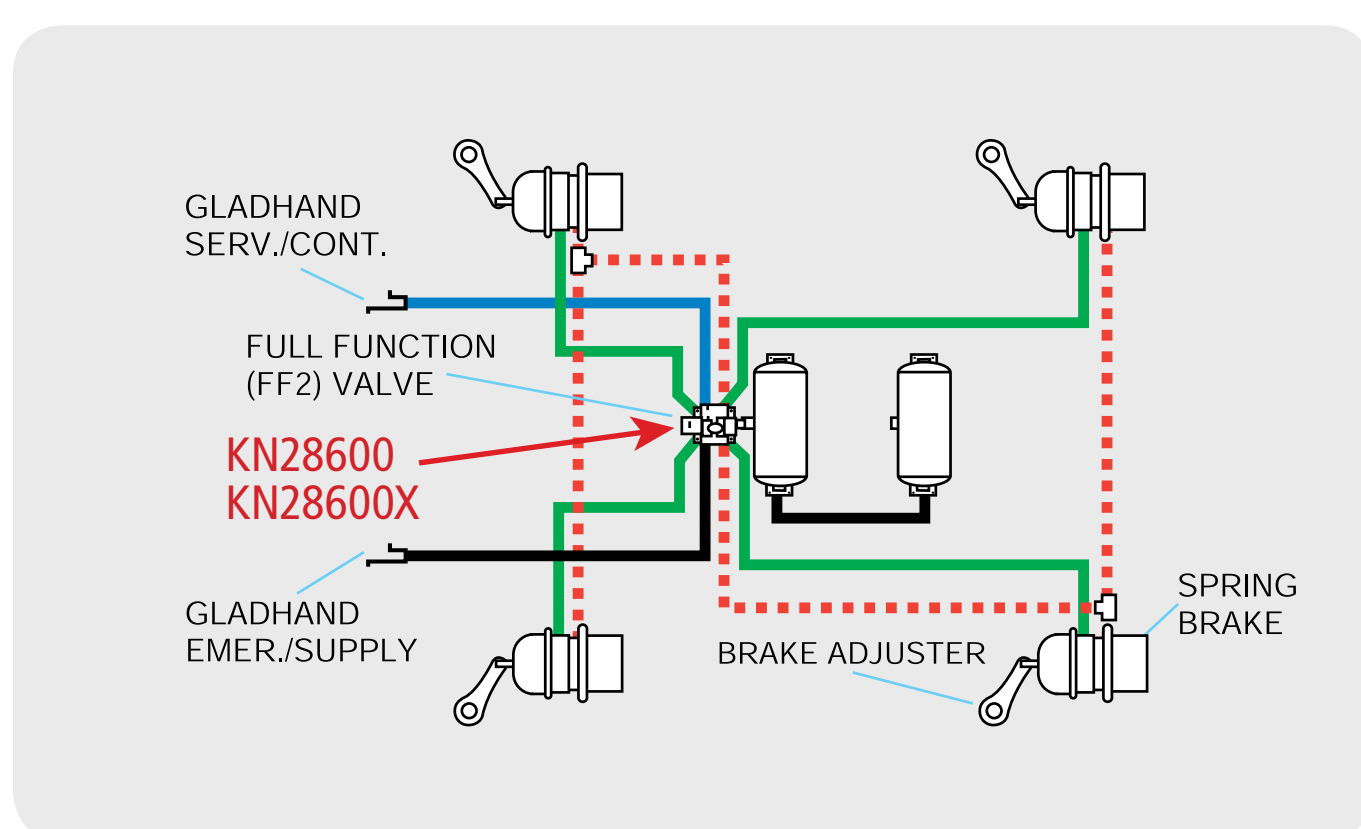 GLADHAND
SERV./CONT.
FULL FUNCTION
(FF2) VALVE
KN28600
KN28600X
GLADHAND
EMER./SUPPLY
BRAKE ADJUSTER
SPRING
BRAKE